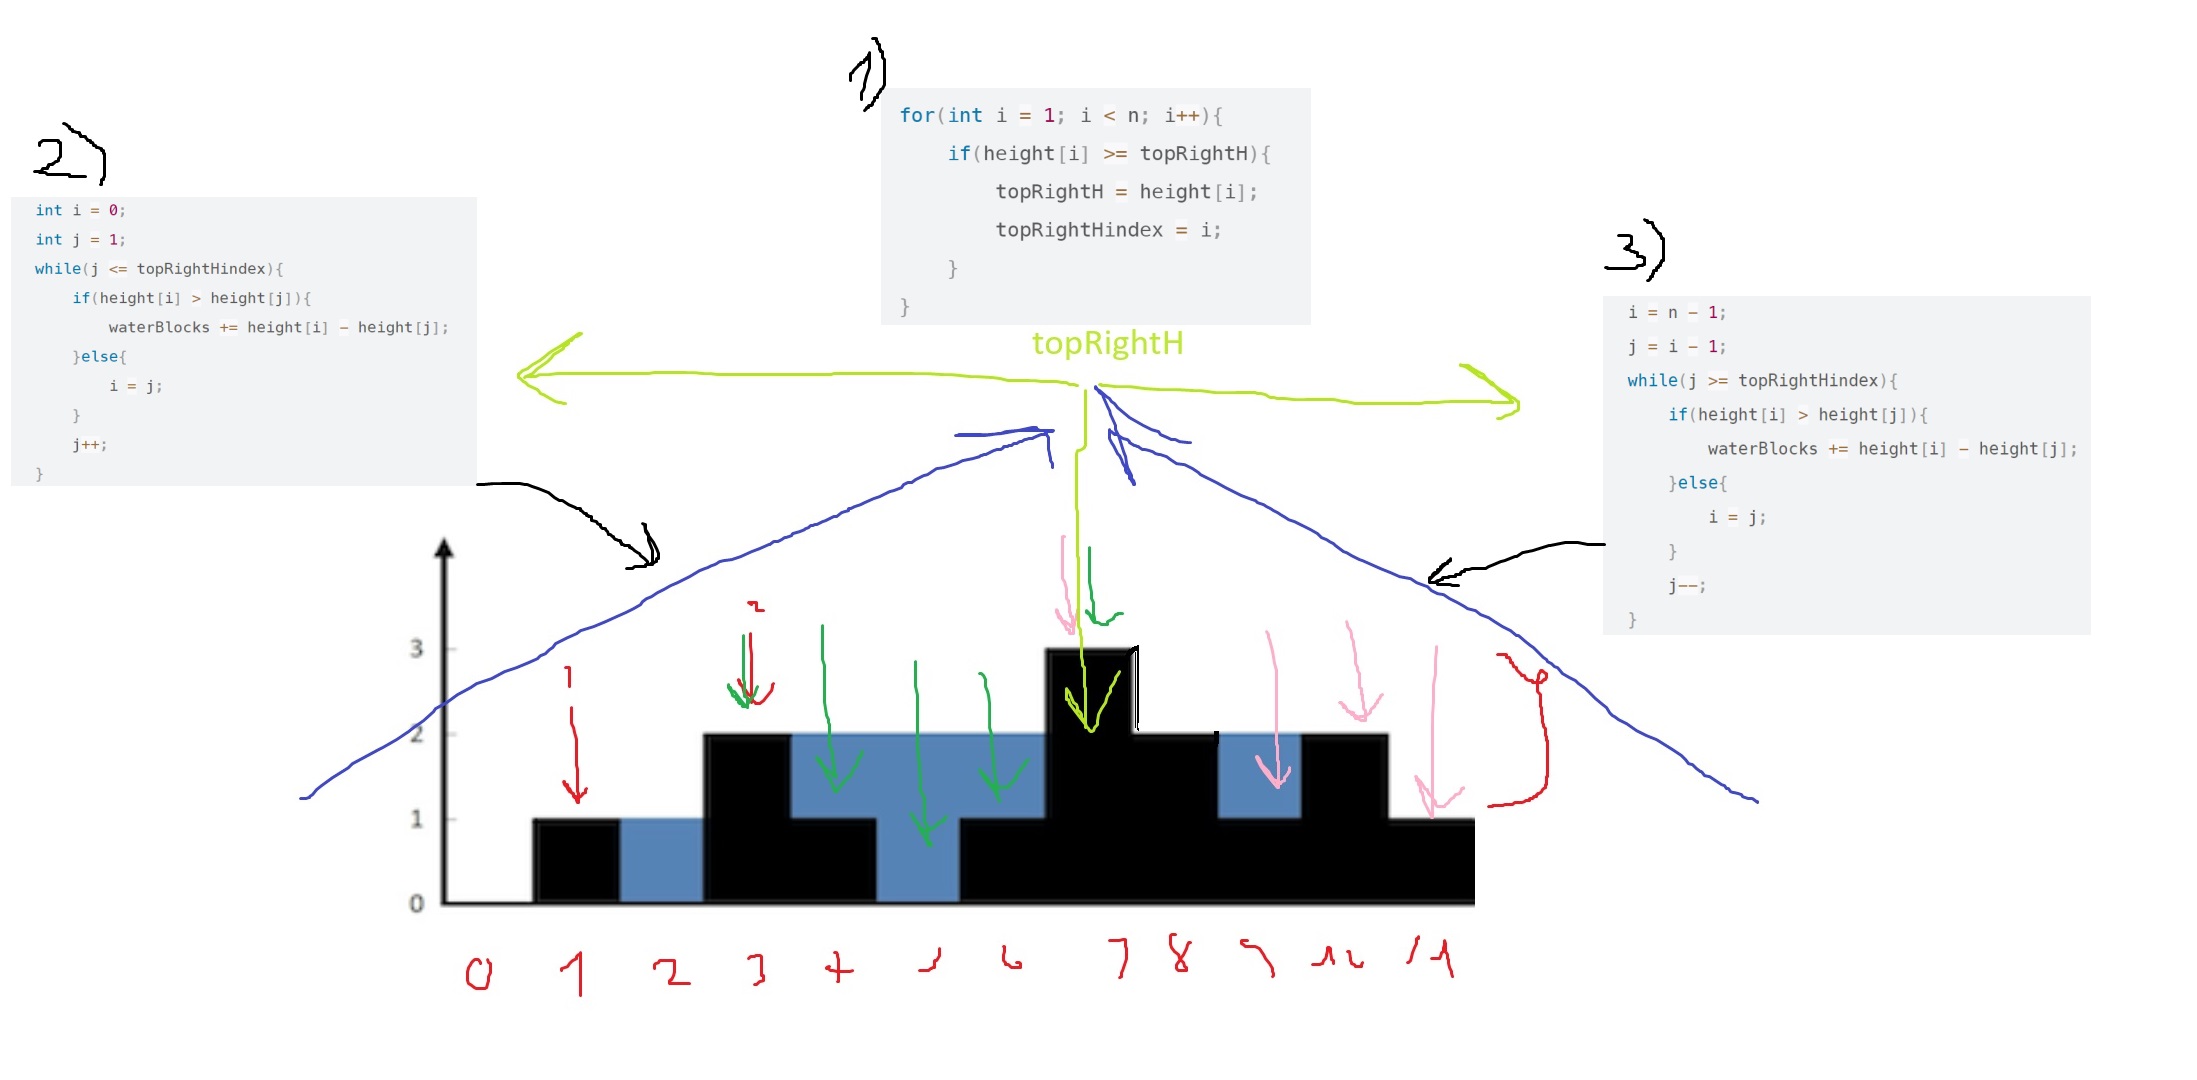 1)
for(int i = 1; i < n; i++){
if(height[i] >= topRightH){
topRightH = height[i];
topRightHindex = i;
}
}
2)
int i = 0;
int j = 1;
while(j <= topRightHindex){
if(height[i] > height[j]){
waterBlocks += height[i] - height[j];
}else{
i = j;
}
j++;
}
3)
i = n - 1;
j = i - 1;
while(j >= topRightHindex){
if(height[i] > height[j]){
waterBlocks += height[i] - height[j];
}else{
i = j;
}
j--;
}
topRightH
1
2
3
2
1
0
0 1 2 3 4 5 6 7 8 9 10 11